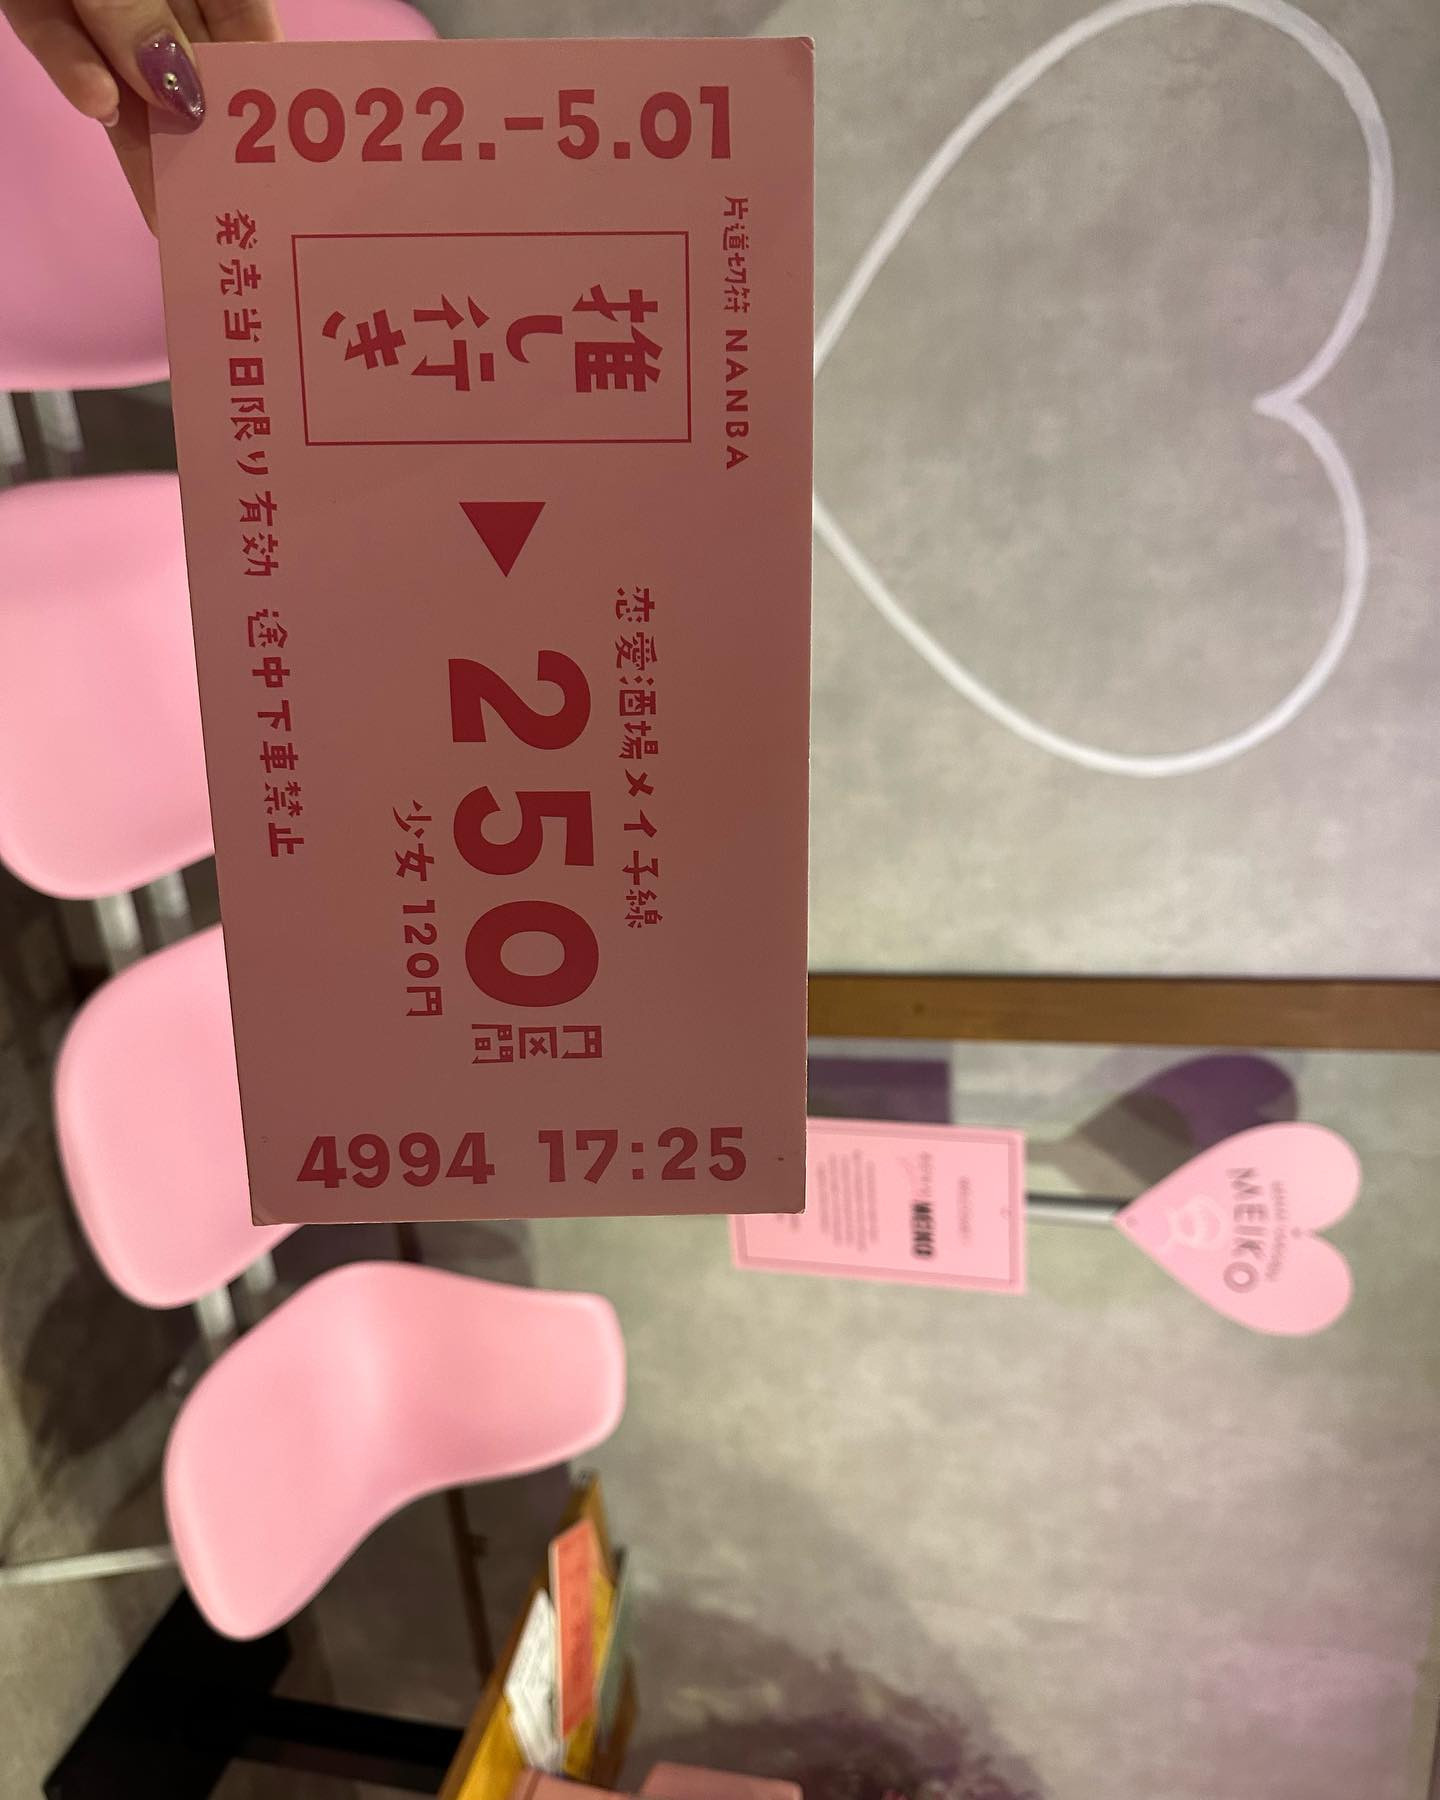 2022.-5.01
片道切符 NANBA
推し行き
▶
恋愛酒場メイ子線
250円区間
少女 120円
発売当日限り有効 途中下車禁止
4994 17:25
MEIKO